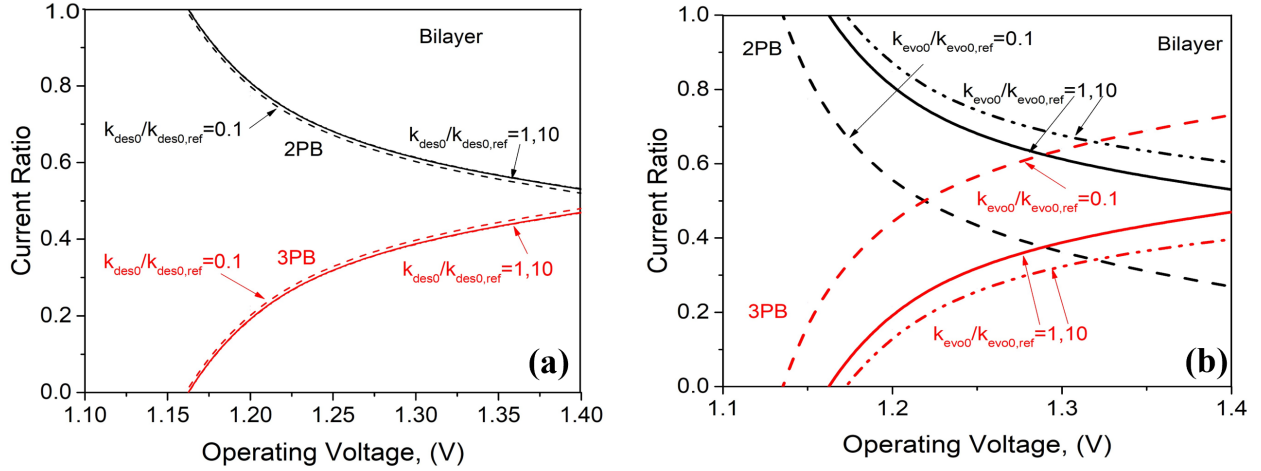 1.0
0.8
0.6
0.4
0.2
0.0
Current Ratio
Bilayer
k_des0/k_des0,ref=0.1
2PB
k_des0/k_des0,ref=1,10
3PB
k_des0/k_des0,ref=0.1
k_des0/k_des0,ref=1,10
(a)
1.10 1.15 1.20 1.25 1.30 1.35 1.40
Operating Voltage, (V)
1.0
0.8
0.6
0.4
0.2
0.0
Current Ratio
2PB
k_evo0/k_evo0,ref=0.1
Bilayer
k_evo0/k_evo0,ref=1,10
k_evo0/k_evo0,ref=0.1
3PB
k_evo0/k_evo0,ref=1,10
(b)
1.1 1.2 1.3 1.4
Operating Voltage, (V)